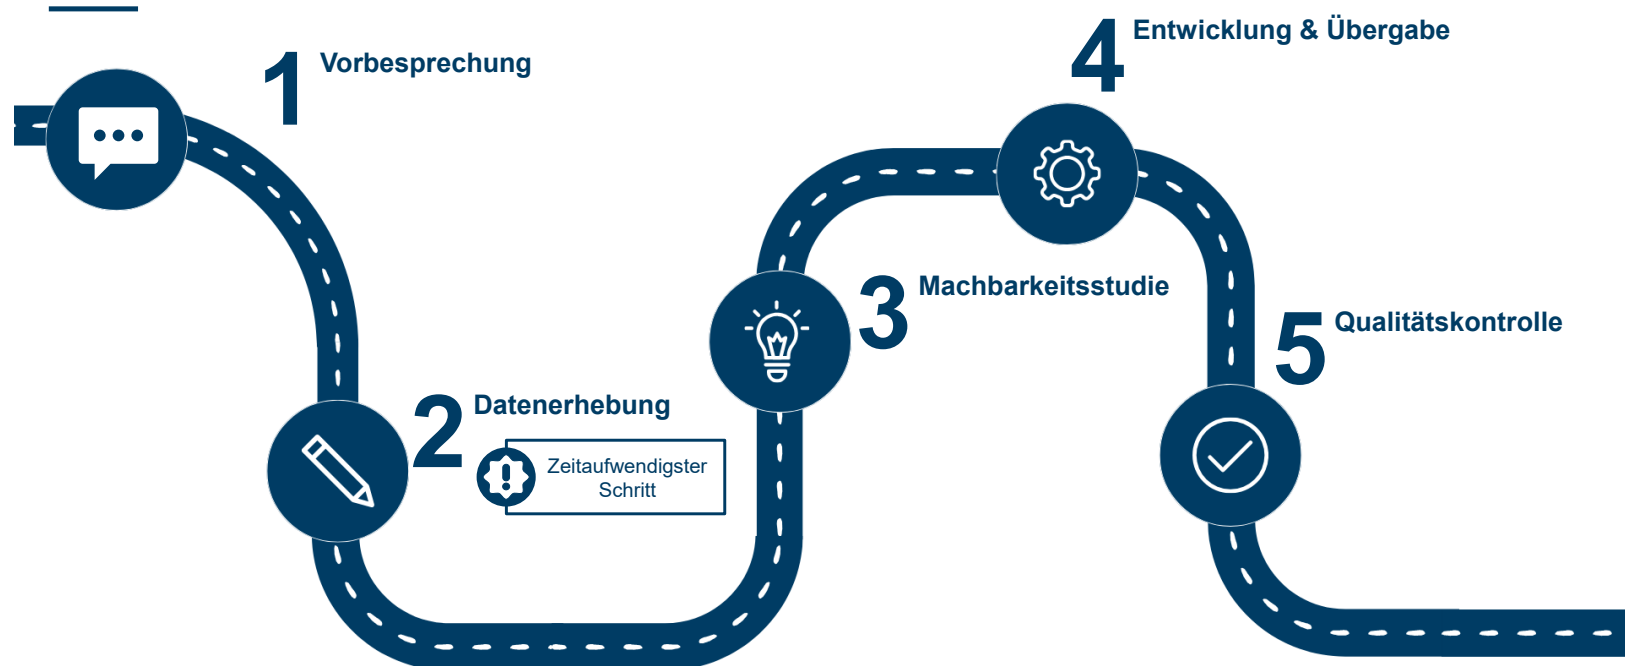 1
Vorbesprechung
2
Datenerhebung
Zeitaufwendigster
Schritt
3
Machbarkeitsstudie
4
Entwicklung & Übergabe
5
Qualitätskontrolle